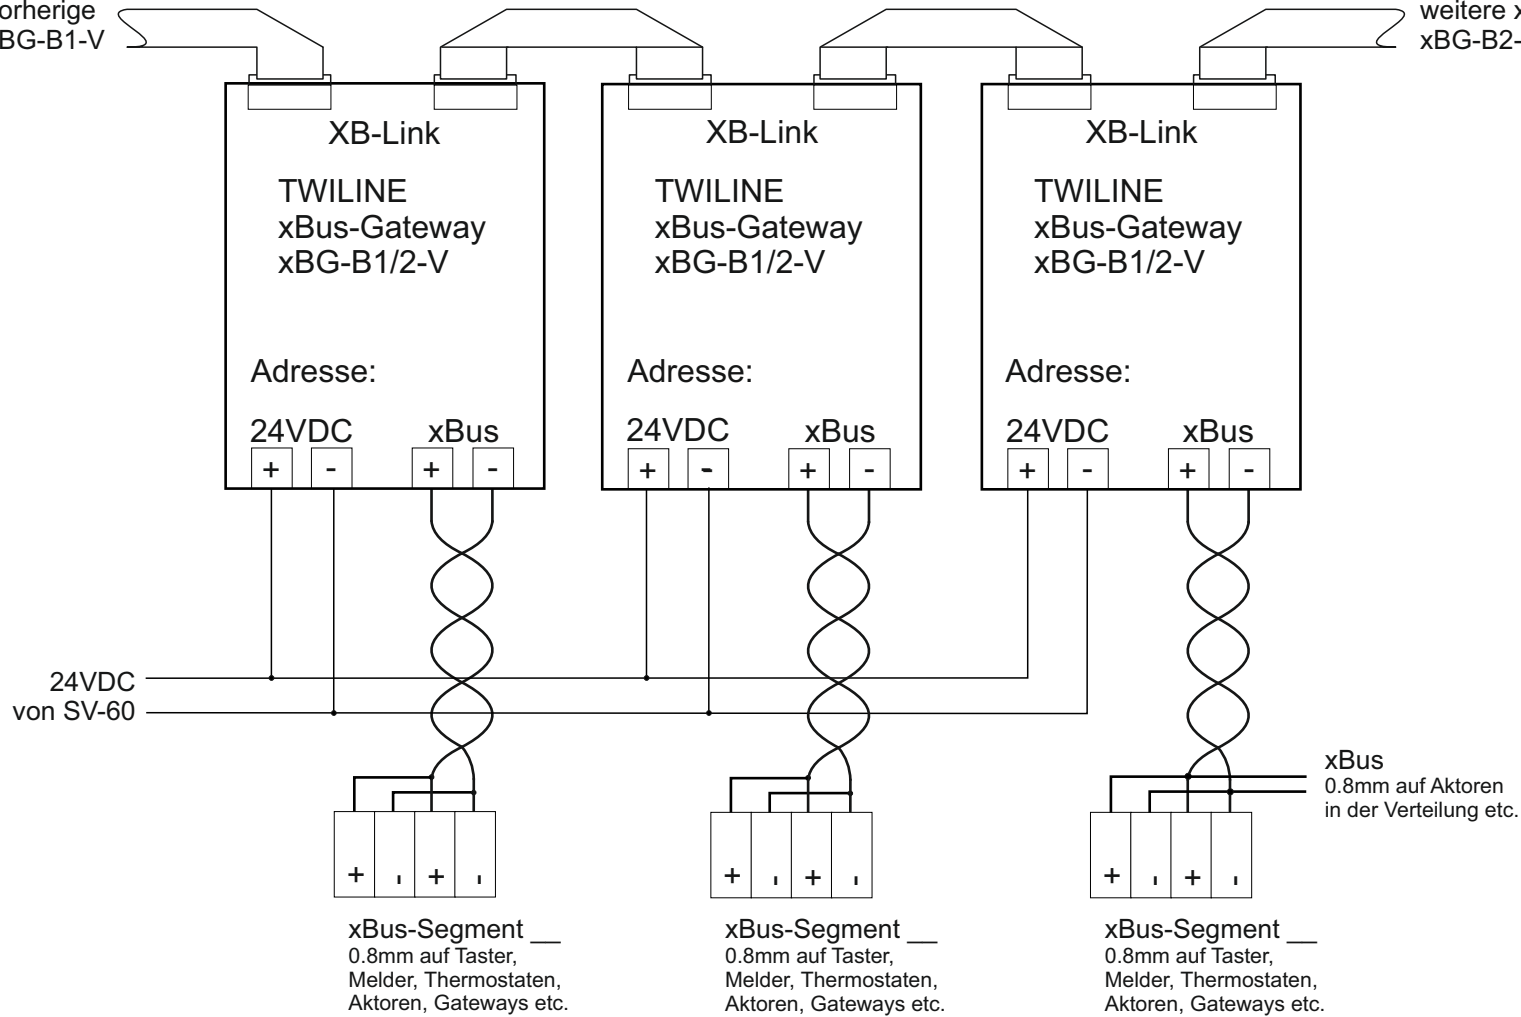 orherige
BG-B1-V
weitere x
xBG-B2-
XB-Link
TWILINE
xBus-Gateway
xBG-B1/2-V
Adresse:
24VDC
xBus
+ - + -
XB-Link
TWILINE
xBus-Gateway
xBG-B1/2-V
Adresse:
24VDC
xBus
+ - + -
XB-Link
TWILINE
xBus-Gateway
xBG-B1/2-V
Adresse:
24VDC
xBus
+ - + -
24VDC
von SV-60
xBus
0.8mm auf Aktoren
in der Verteilung etc.
+ - + -
xBus-Segment __
0.8mm auf Taster,
Melder, Thermostaten,
Aktoren, Gateways etc.
+ - + -
xBus-Segment __
0.8mm auf Taster,
Melder, Thermostaten,
Aktoren, Gateways etc.
+ - + -
xBus-Segment __
0.8mm auf Taster,
Melder, Thermostaten,
Aktoren, Gateways etc.